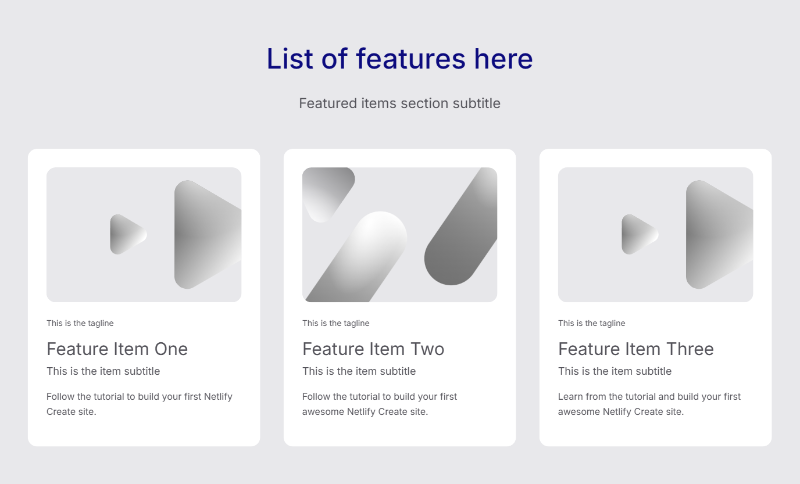 List of features here
Featured items section subtitle
This is the tagline
Feature Item One
This is the item subtitle
Follow the tutorial to build your first Netlify
Create site.
This is the tagline
Feature Item Two
This is the item subtitle
Follow the tutorial to build your first
awesome Netlify Create site.
This is the tagline
Feature Item Three
This is the item subtitle
Learn from the tutorial and build your first
awesome Netlify Create site.